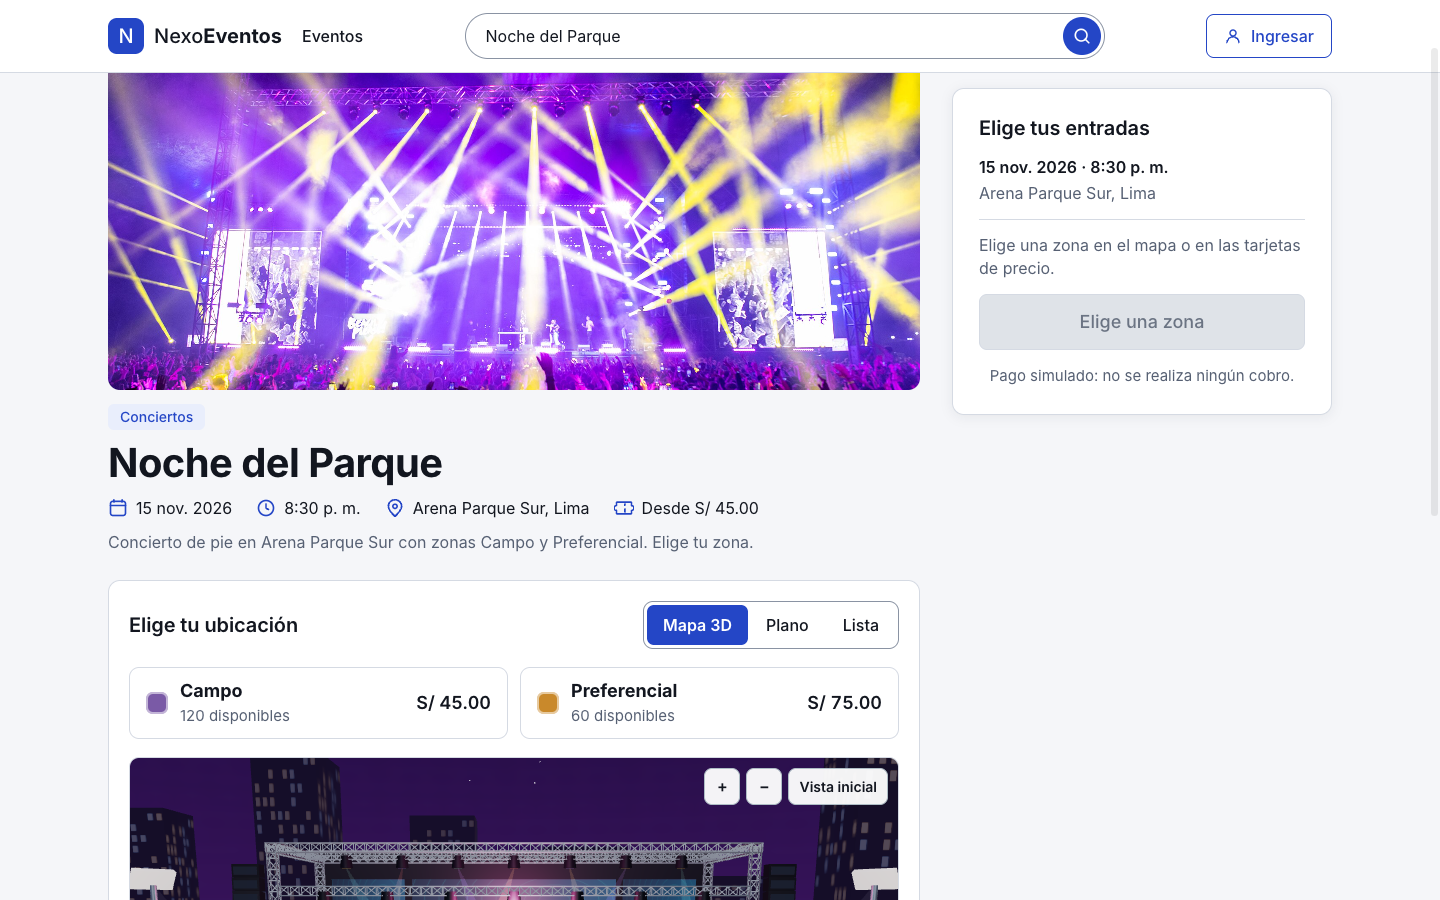 N NexoEventos Eventos Noche del Parque Ingresar
Conciertos
Noche del Parque
15 nov. 2026 8:30 p. m. Arena Parque Sur, Lima Desde S/ 45.00
Concierto de pie en Arena Parque Sur con zonas Campo y Preferencial. Elige tu zona.
Elige tu ubicación
Mapa 3D Plano Lista
Campo
120 disponibles
S/ 45.00
Preferencial
60 disponibles
S/ 75.00
+ − Vista inicial
Elige tus entradas
15 nov. 2026 · 8:30 p. m.
Arena Parque Sur, Lima
Elige una zona en el mapa o en las tarjetas
de precio.
Elige una zona
Pago simulado: no se realiza ningún cobro.